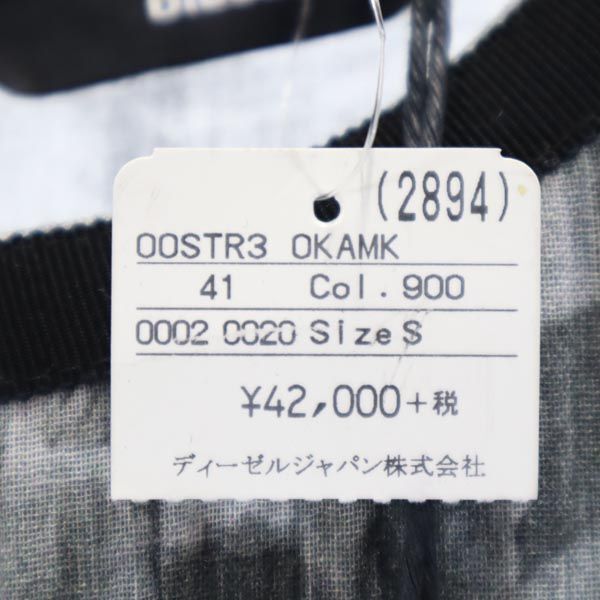 (2894)
00STR3 0KAMK
41 Col.900
0002 0020 Size S
¥42,000+税
ディーゼルジャパン株式会社